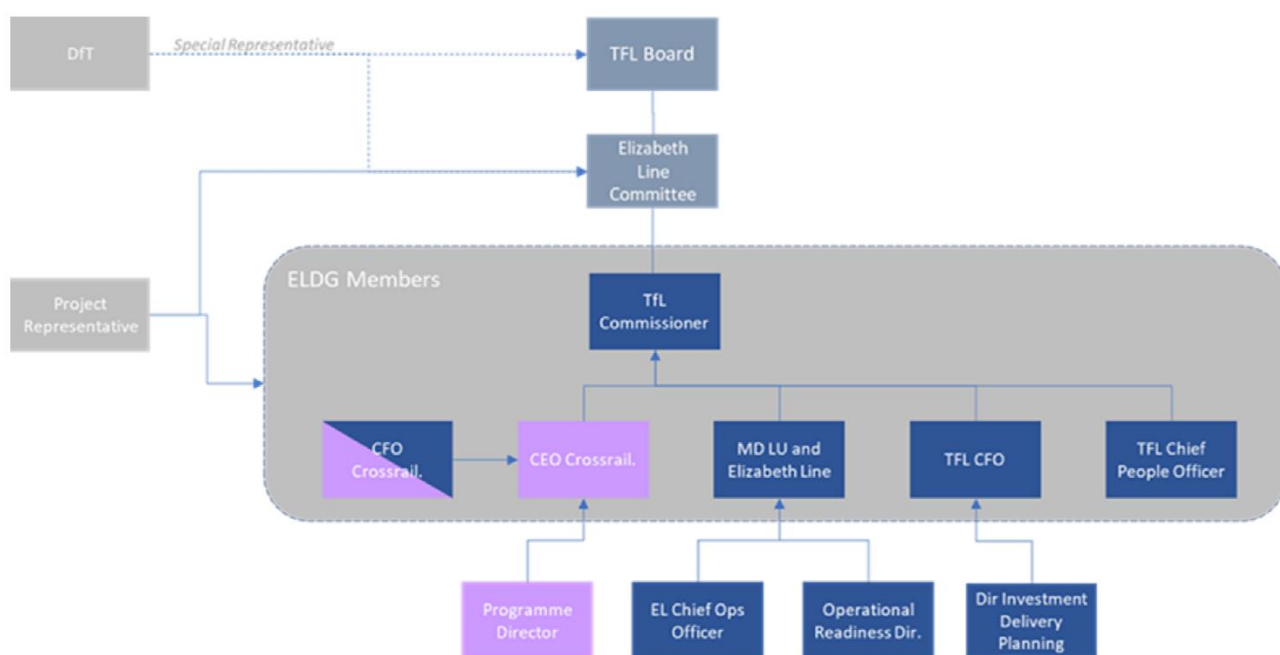 DfT
Special Representative
TFL Board
Elizabeth
Line
Committee
ELDG Members
Project
Representative
TfL
Commissioner
CFO
Crossrail.
CEO Crossrail.
MD LU and
Elizabeth Line
TFL CFO
TFL Chief
People Officer
Programme
Director
EL Chief Ops
Officer
Operational
Readiness Dir.
Dir Investment
Delivery
Planning